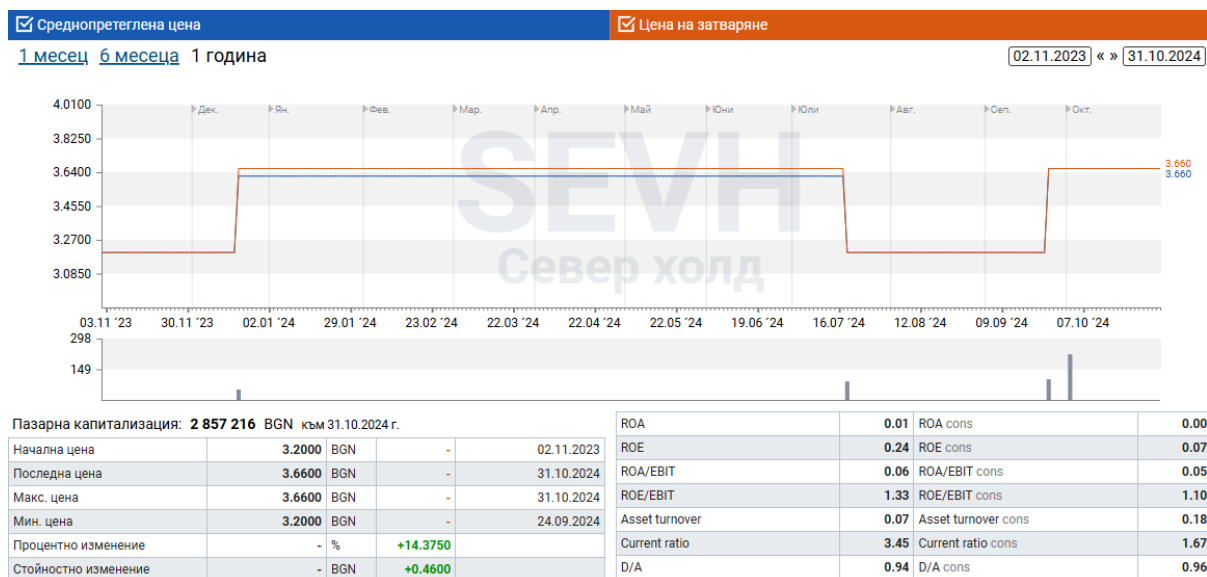 Среднопретеглена цена
Цена на затваряне
1 месец 6 месеца 1 година
02.11.2023 « » 31.10.2024
4.0100
3.8250
3.6400
3.4550
3.2700
3.0850
Дек. Ян. Фев. Мар. Апр. Май Юни Юли Авг. Сеп. Окт.
SEVH
Север холд
3.660
3.660
03.11 ´23 30.11 ´23 02.01 ´24 29.01 ´24 23.02 ´24 22.03 ´24 22.04 ´24 22.05 ´24 19.06 ´24 16.07 ´24 12.08 ´24 09.09 ´24 07.10 ´24
298
149
Пазарна капитализация: 2 857 216 BGN към 31.10.2024 г.
Начална цена 3.2000 BGN - 02.11.2023
Последна цена 3.6600 BGN - 31.10.2024
Макс. цена 3.6600 BGN - 31.10.2024
Мин. цена 3.2000 BGN - 24.09.2024
Процентно изменение - % +14.3750
Стойностно изменение - BGN +0.4600
ROA 0.01 ROA cons 0.00
ROE 0.24 ROE cons 0.07
ROA/EBIT 0.06 ROA/EBIT cons 0.05
ROE/EBIT 1.33 ROE/EBIT cons 1.10
Asset turnover 0.07 Asset turnover cons 0.18
Current ratio 3.45 Current ratio cons 1.67
D/A 0.94 D/A cons 0.96